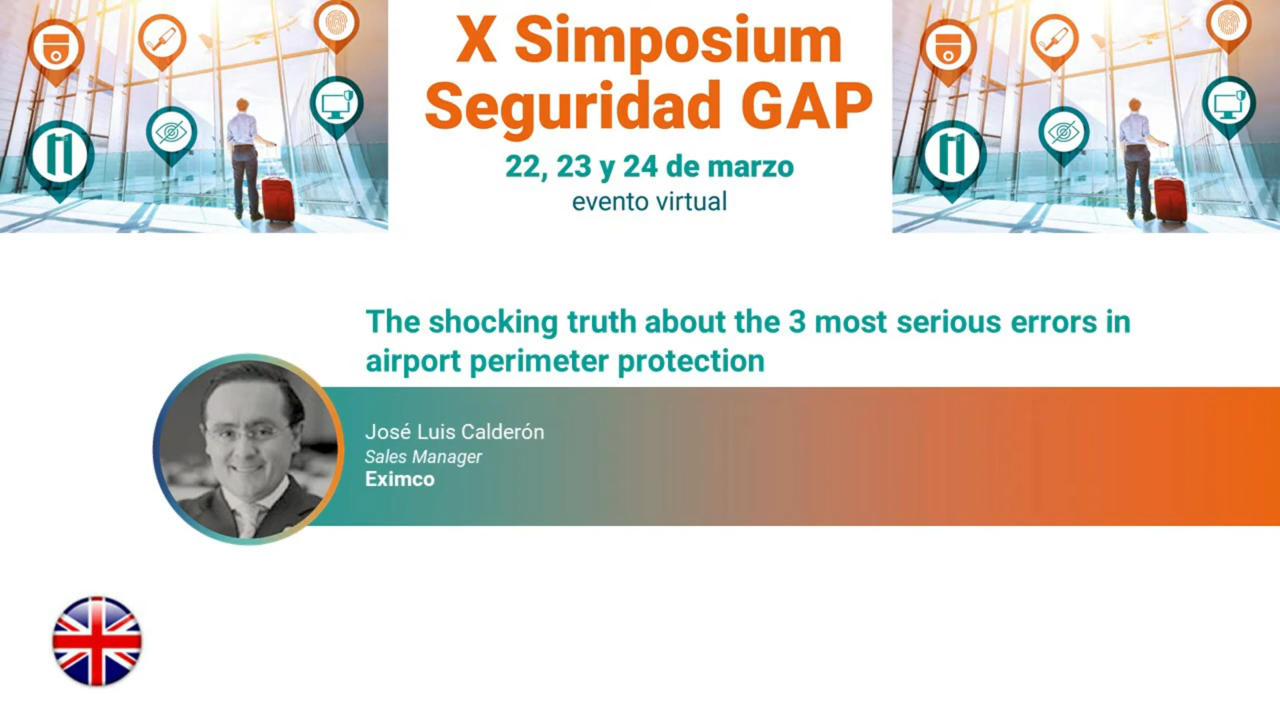 X Simposium
Seguridad GAP
22, 23 y 24 de marzo
evento virtual
The shocking truth about the 3 most serious errors in
airport perimeter protection
José Luis Calderón
Sales Manager
Eximco